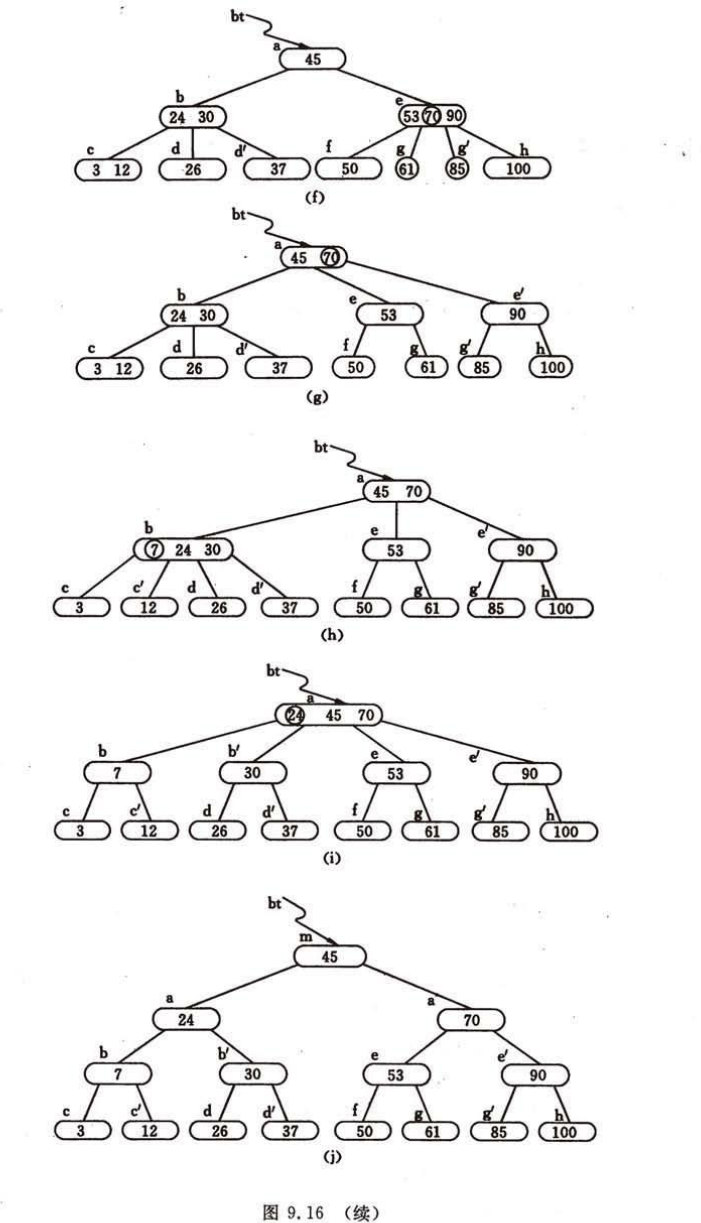 bt
a
45
b
e
24 30
53 70 90
c
d
d′
f
g
g′
h
3 12
26
37
50
61
85
100
(f)
bt
a
45 70
b
e
e′
24 30
53
90
c
d
d′
f
g
g′
h
3 12
26
37
50
61
85
100
(g)
bt
a
45 70
b
e
e′
7 24 30
53
90
c
c′
d
d′
f
g
g′
h
3
12
26
37
50
61
85
100
(h)
bt
a
24 45 70
b
b′
e
e′
7
30
53
90
c
c′
d
d′
f
g
g′
h
3
12
26
37
50
61
85
100
(i)
bt
m
45
a
a
24
70
b
b′
e
e′
7
30
53
90
c
c′
d
d′
f
g
g′
h
3
12
26
37
50
61
85
100
(j)
图 9.16 （续）